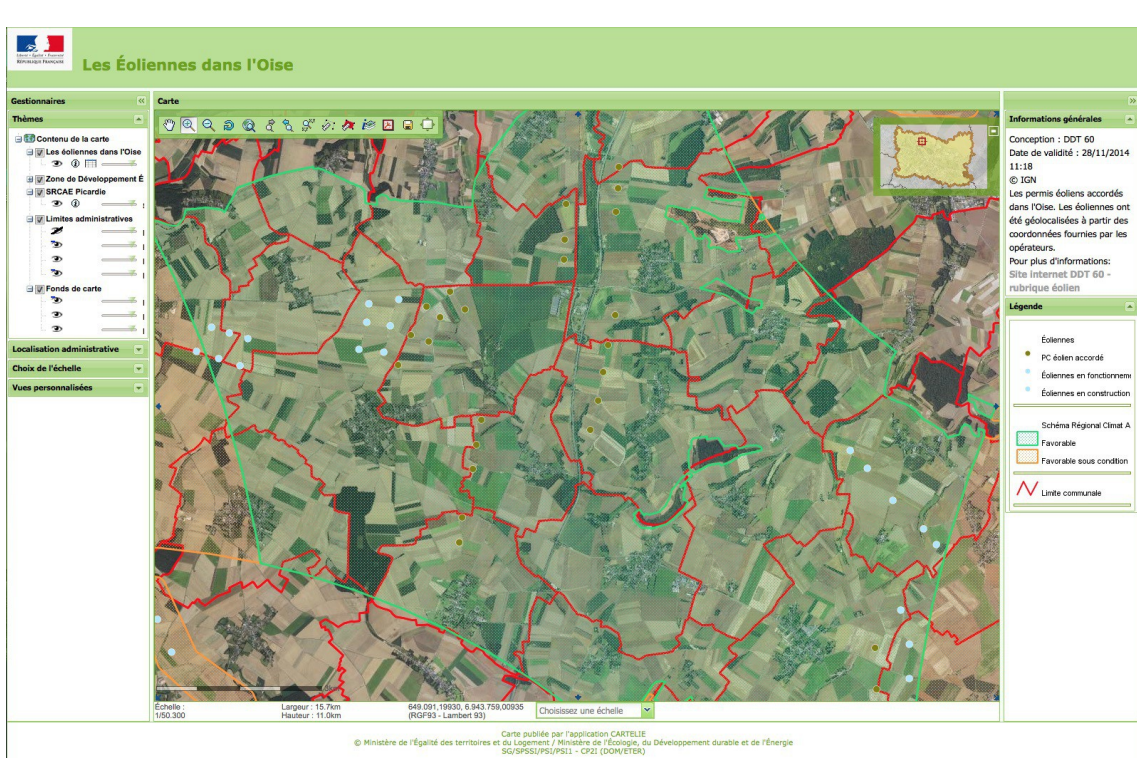 Liberté • Égalité • Fraternité
RÉPUBLIQUE FRANÇAISE
Les Éoliennes dans l'Oise
Gestionnaires
Thèmes
Contenu de la carte
Les éoliennes dans l'Oise
Zone de Développement É
SRCAE Picardie
Limites administratives
Fonds de carte
Localisation administrative
Choix de l'échelle
Vues personnalisées
Carte
Échelle :
1/50.300
Largeur : 15.7km
Hauteur : 11.0km
649.091,19930, 6.943.759,00935
(RGF93 - Lambert 93)
Choisissez une échelle
Informations générales
Conception : DDT 60
Date de validité : 28/11/2014
11:18
© IGN
Les permis éoliens accordés
dans l'Oise. Les éoliennes ont
été géolocalisées à partir des
coordonnées fournies par les
opérateurs.
Pour plus d'informations:
Site internet DDT 60 -
rubrique éolien
Légende
Éoliennes
PC éolien accordé
Éoliennes en fonctionneme
Éoliennes en construction
Schéma Régional Climat A
Favorable
Favorable sous condition
Limite communale
Carte publiée par l'application CARTELIE
© Ministère de l'Égalité des territoires et du Logement / Ministère de l'Écologie, du Développement durable et de l'Énergie
SG/SPSSI/PSI/PSI1 - CP2I (DOM/ETER)